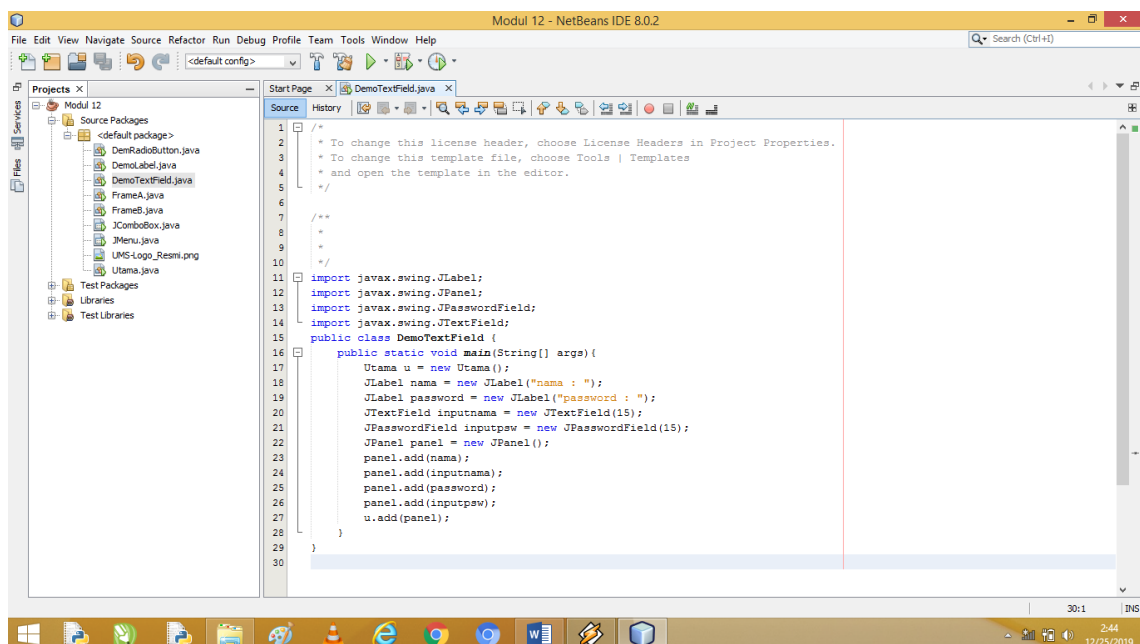 Modul 12 - NetBeans IDE 8.0.2
File Edit View Navigate Source Refactor Run Debug Profile Team Tools Window Help
Search (Ctrl+I)
<default config>
Projects
Services
Files
Modul 12
Source Packages
<default package>
DemRadioButton.java
DemoLabel.java
DemoTextField.java
FrameA.java
FrameB.java
JComboBox.java
JMenu.java
UMS-Logo_Resmi.png
Utama.java
Test Packages
Libraries
Test Libraries
Start Page DemoTextField.java
Source History
1 /*
2 * To change this license header, choose License Headers in Project Properties.
3 * To change this template file, choose Tools | Templates
4 * and open the template in the editor.
5 */
6
7 /**
8 *
9 *
10 */
11 import javax.swing.JLabel;
12 import javax.swing.JPanel;
13 import javax.swing.JPasswordField;
14 import javax.swing.JTextField;
15 public class DemoTextField {
16 public static void main(String[] args){
17 Utama u = new Utama();
18 JLabel nama = new JLabel("nama : ");
19 JLabel password = new JLabel("password : ");
20 JTextField inputnama = new JTextField(15);
21 JPasswordField inputpsw = new JPasswordField(15);
22 JPanel panel = new JPanel();
23 panel.add(nama);
24 panel.add(inputnama);
25 panel.add(password);
26 panel.add(inputpsw);
27 u.add(panel);
28 }
29 }
30
30:1 INS
2:44
12/25/2019